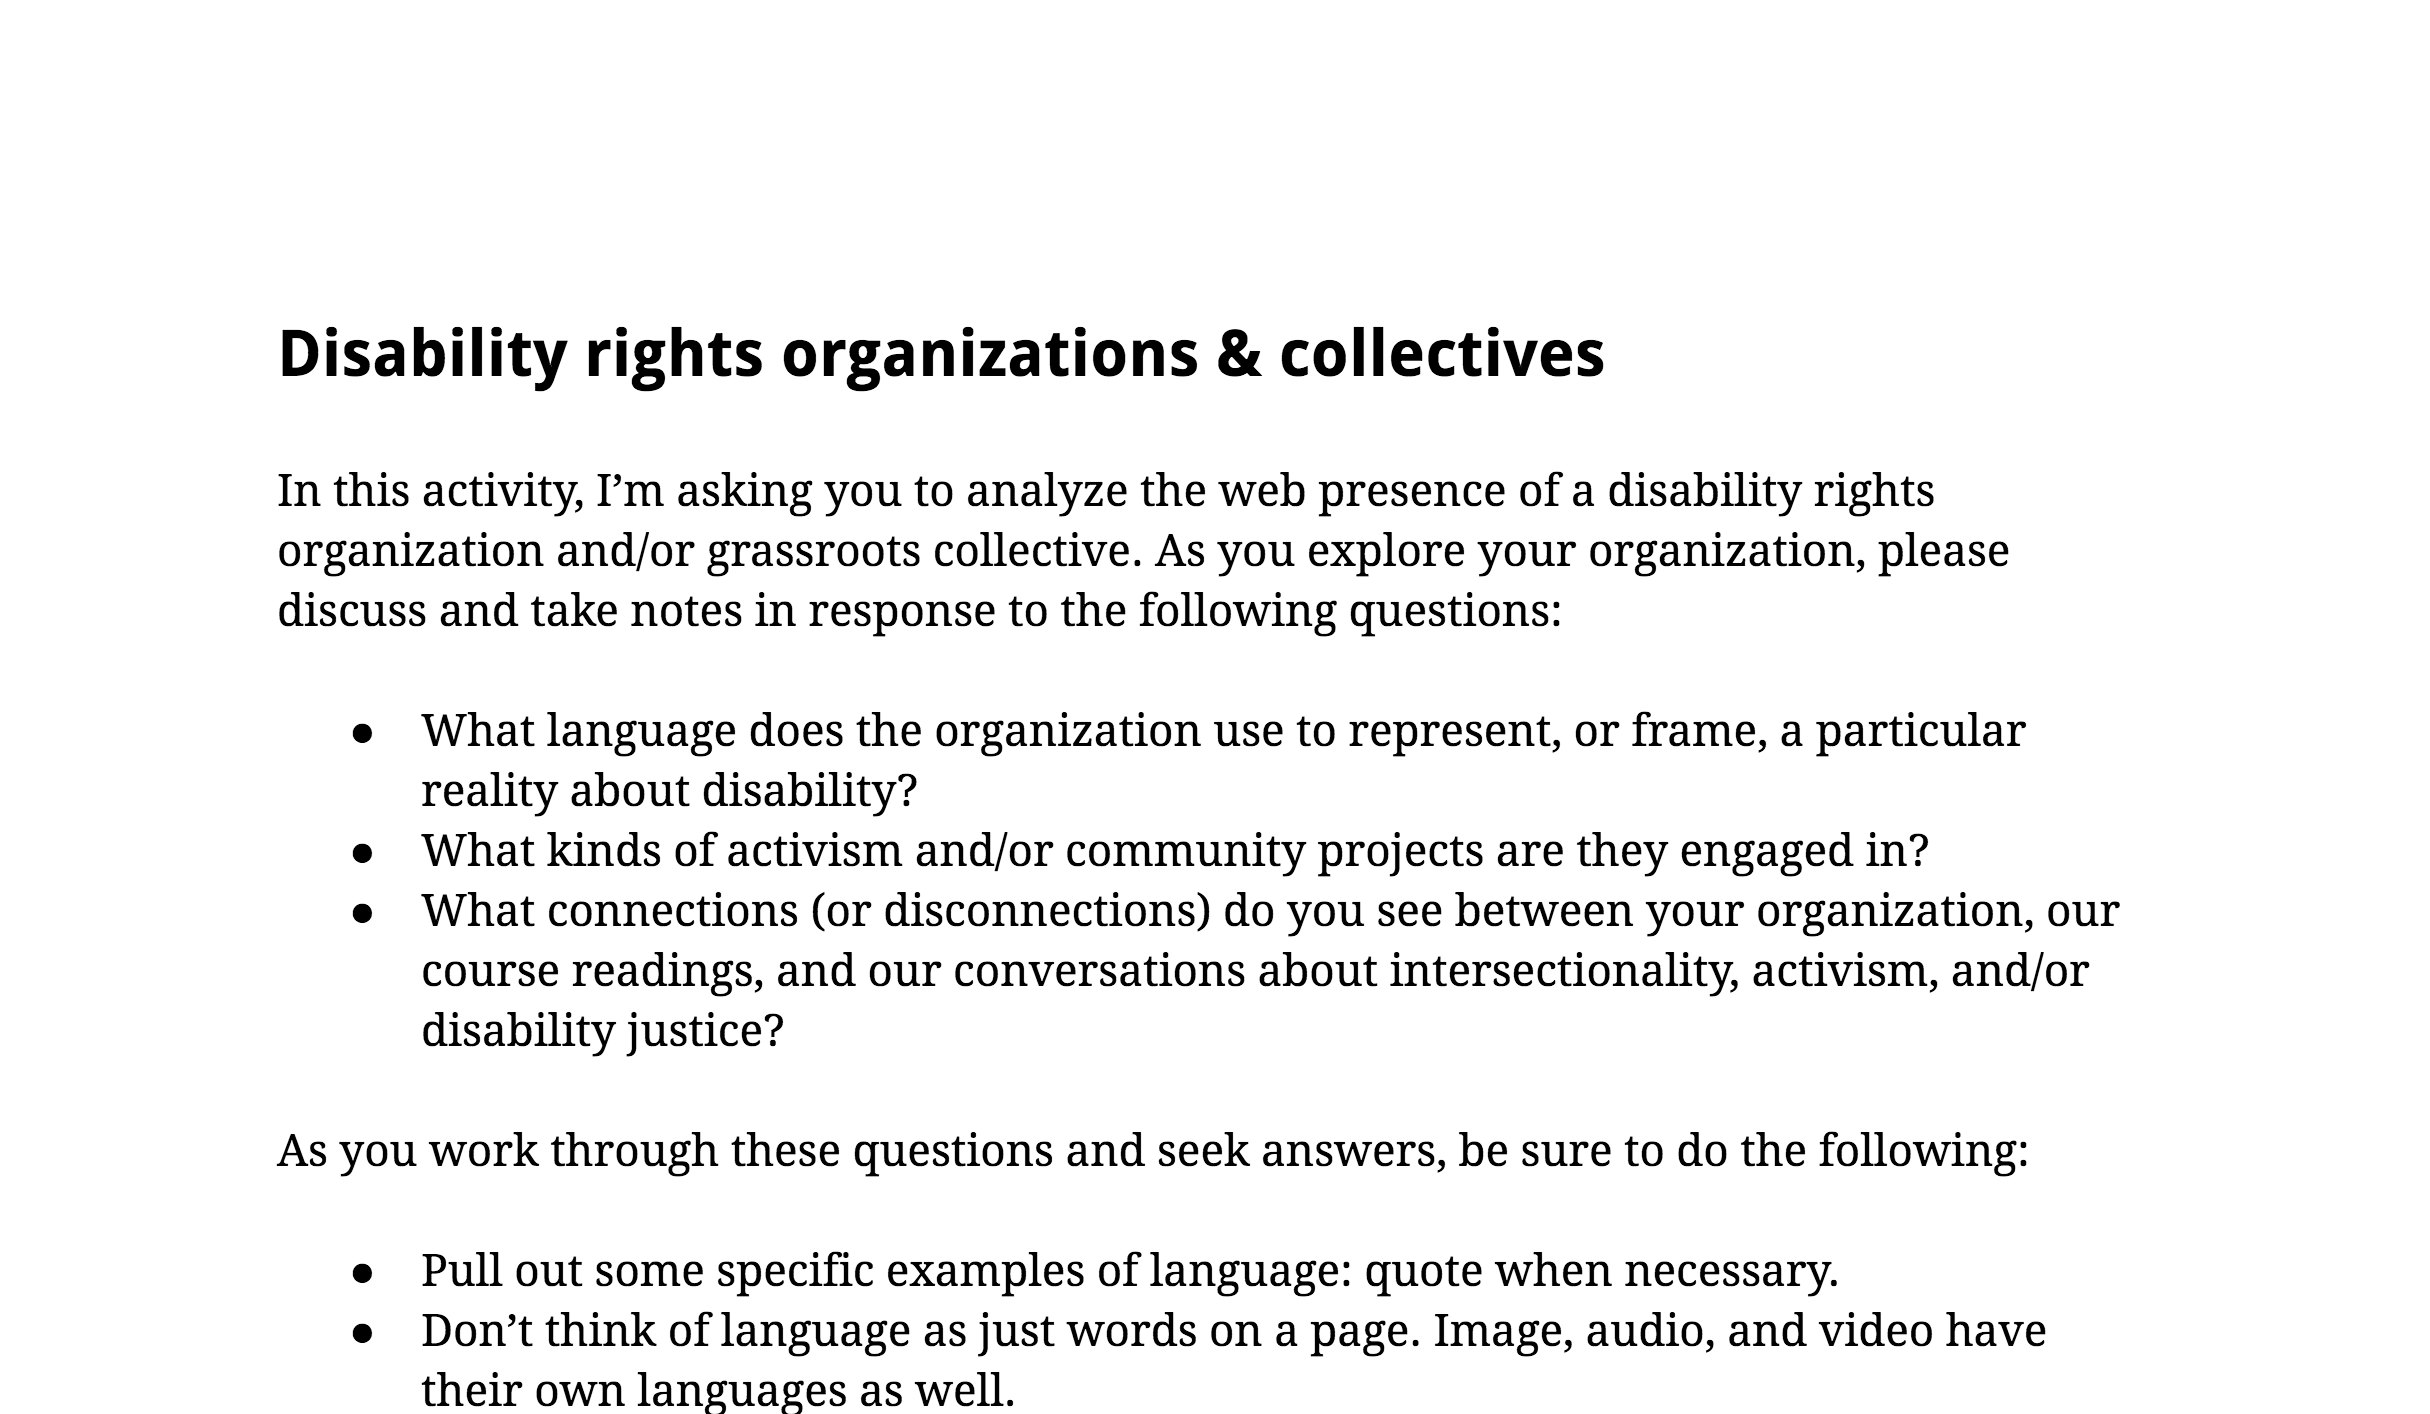 Disability rights organizations & collectives
In this activity, I’m asking you to analyze the web presence of a disability rights
organization and/or grassroots collective. As you explore your organization, please
discuss and take notes in response to the following questions:
● What language does the organization use to represent, or frame, a particular
reality about disability?
● What kinds of activism and/or community projects are they engaged in?
● What connections (or disconnections) do you see between your organization, our
course readings, and our conversations about intersectionality, activism, and/or
disability justice?
As you work through these questions and seek answers, be sure to do the following:
● Pull out some specific examples of language: quote when necessary.
● Don’t think of language as just words on a page. Image, audio, and video have
their own languages as well.